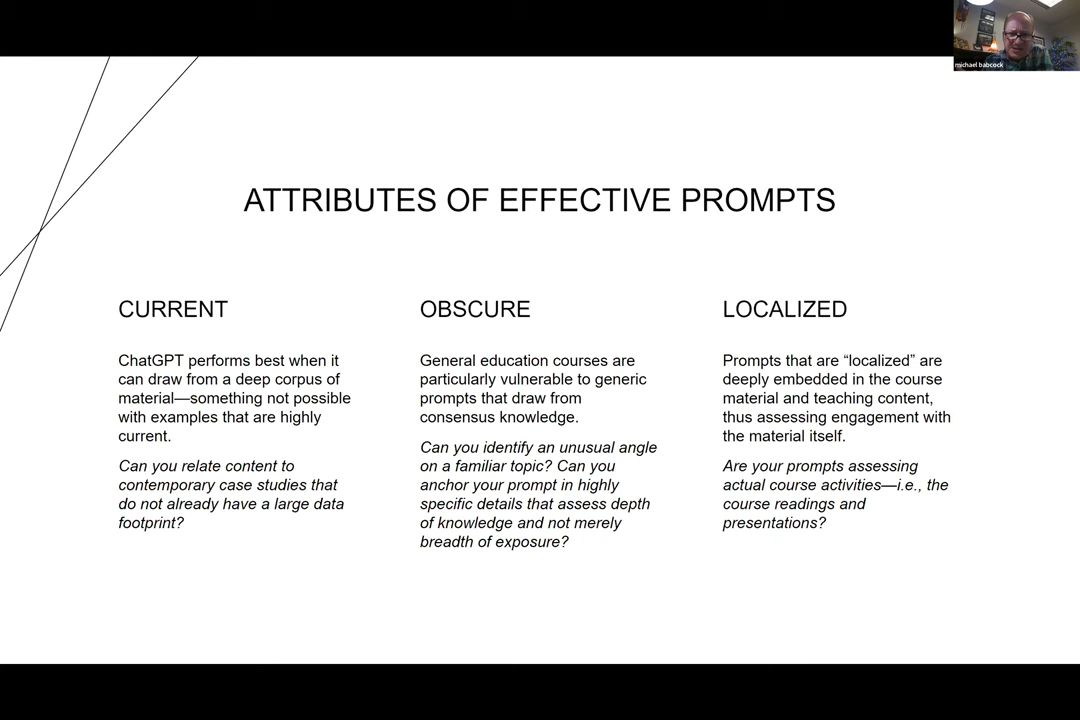 michael babcock
ATTRIBUTES OF EFFECTIVE PROMPTS
CURRENT
ChatGPT performs best when it
can draw from a deep corpus of
material—something not possible
with examples that are highly
current.
Can you relate content to
contemporary case studies that
do not already have a large data
footprint?
OBSCURE
General education courses are
particularly vulnerable to generic
prompts that draw from
consensus knowledge.
Can you identify an unusual angle
on a familiar topic? Can you
anchor your prompt in highly
specific details that assess depth
of knowledge and not merely
breadth of exposure?
LOCALIZED
Prompts that are “localized” are
deeply embedded in the course
material and teaching content,
thus assessing engagement with
the material itself.
Are your prompts assessing
actual course activities—i.e., the
course readings and
presentations?